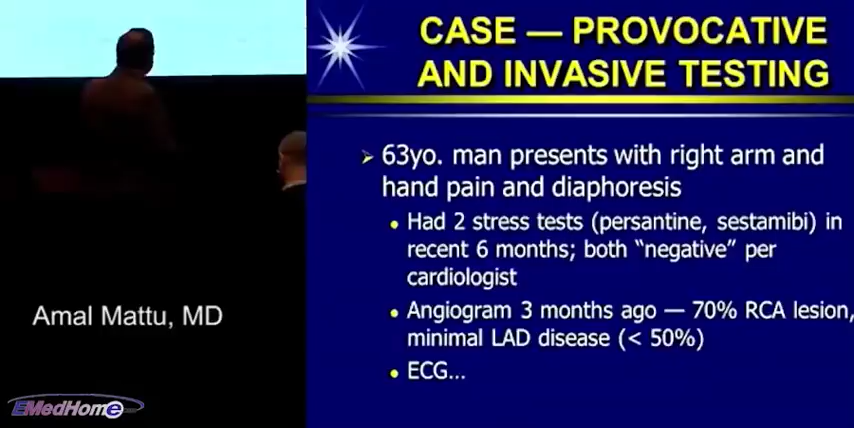 CASE — PROVOCATIVE
AND INVASIVE TESTING
63yo. man presents with right arm and
hand pain and diaphoresis
Had 2 stress tests (persantine, sestamibi) in
recent 6 months; both “negative” per
cardiologist
Angiogram 3 months ago — 70% RCA lesion,
minimal LAD disease (< 50%)
ECG...
Amal Mattu, MD
EMedHome